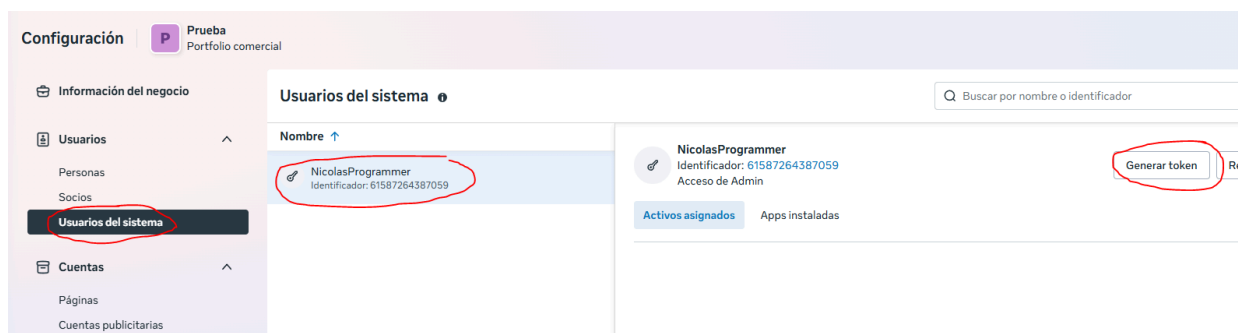 Configuración
P
Prueba
Portfolio comercial
Información del negocio
Usuarios
Personas
Socios
Usuarios del sistema
Cuentas
Páginas
Cuentas publicitarias
Usuarios del sistema
Buscar por nombre o identificador
Nombre
NicolasProgrammer
Identificador: 61587264387059
NicolasProgrammer
Identificador: 61587264387059
Acceso de Admin
Generar token
Activos asignados
Apps instaladas